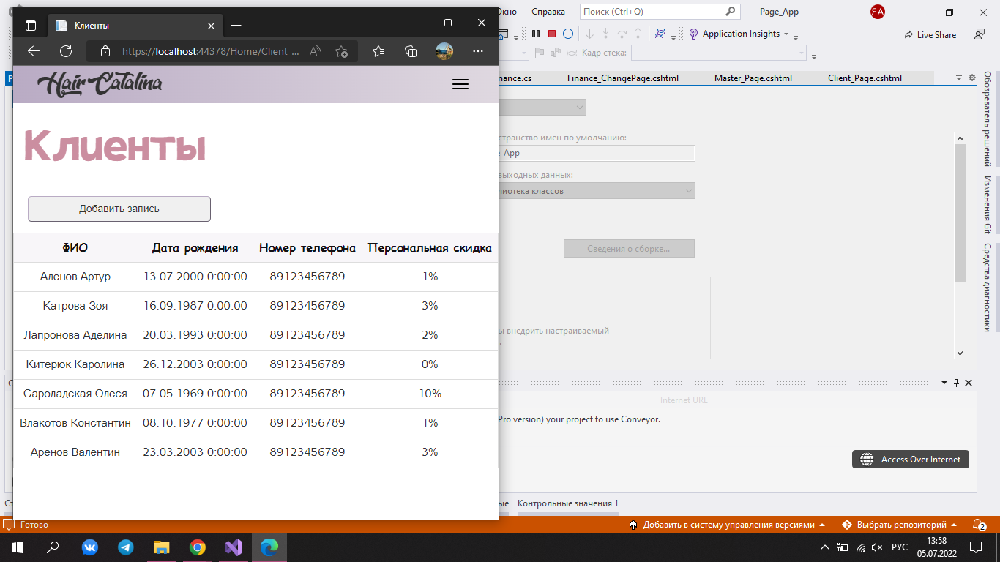 Клиенты
https://localhost:44378/Home/Client_...
Hair Catalina
Клиенты
Добавить запись
ФИО Дата рождения Номер телефона Персональная скидка
Аленов Артур 13.07.2000 0:00:00 89123456789 1%
Катрова Зоя 16.09.1987 0:00:00 89123456789 3%
Лапронова Аделина 20.03.1993 0:00:00 89123456789 2%
Китерюк Каролина 26.12.2003 0:00:00 89123456789 0%
Сароладская Олеся 07.05.1969 0:00:00 89123456789 10%
Влакотов Константин 08.10.1977 0:00:00 89123456789 1%
Аренов Валентин 23.03.2003 0:00:00 89123456789 3%
Окно Справка Поиск (Ctrl+Q) Page_App ЯА
Application Insights Live Share
Кадр стека:
nance.cs Finance_ChangePage.cshtml Master_Page.cshtml Client_Page.cshtml
странство имен по умолчанию:
e_App
выходных данных:
лиотека классов
Сведения о сборке...
ы внедрить настраиваемый
Обозреватель решений
Изменения Git
Средства диагностики
Internet URL
Pro version) your project to use Conveyor.
Access Over Internet
ые Контрольные значения 1
Готово Добавить в систему управления версиями Выбрать репозиторий 2
РУС 13:58
05.07.2022